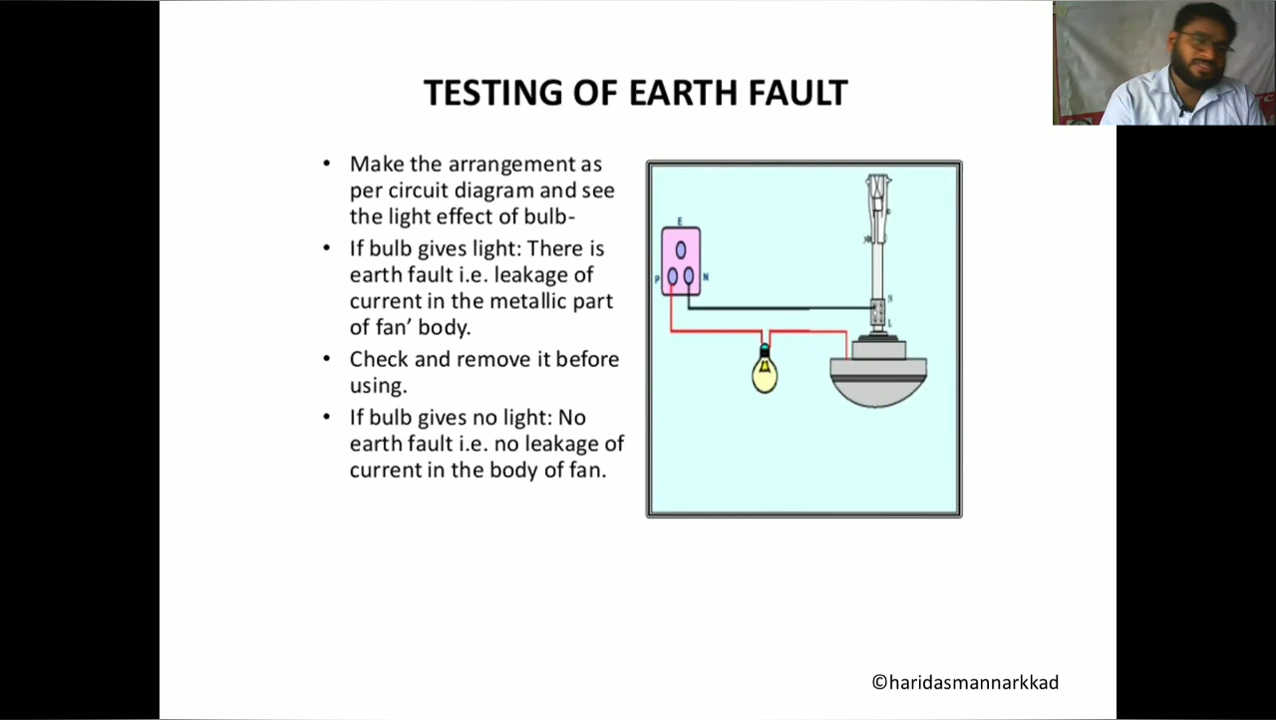 TESTING OF EARTH FAULT
• Make the arrangement as
per circuit diagram and see
the light effect of bulb-
• If bulb gives light: There is
earth fault i.e. leakage of
current in the metallic part
of fan’ body.
• Check and remove it before
using.
• If bulb gives no light: No
earth fault i.e. no leakage of
current in the body of fan.
E
P N
N
L
©haridasmannarkkad